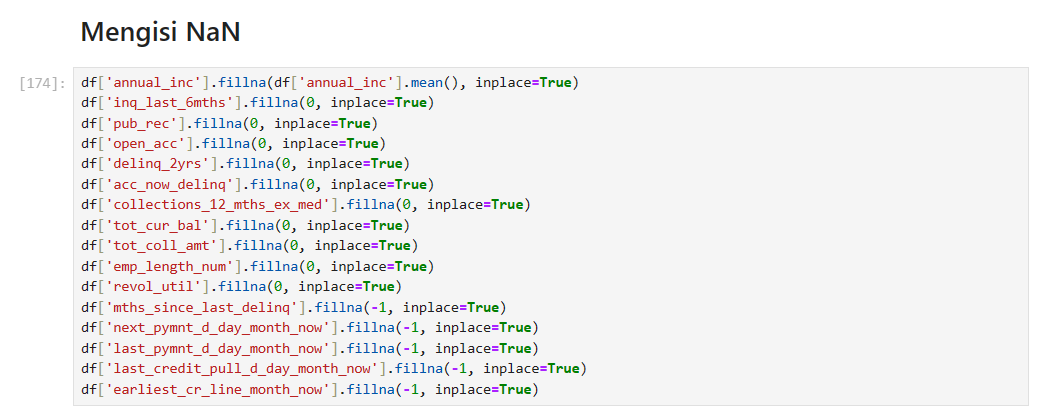 Mengisi NaN
[174]:
df['annual_inc'].fillna(df['annual_inc'].mean(), inplace=True)
df['inq_last_6mths'].fillna(0, inplace=True)
df['pub_rec'].fillna(0, inplace=True)
df['open_acc'].fillna(0, inplace=True)
df['delinq_2yrs'].fillna(0, inplace=True)
df['acc_now_delinq'].fillna(0, inplace=True)
df['collections_12_mths_ex_med'].fillna(0, inplace=True)
df['tot_cur_bal'].fillna(0, inplace=True)
df['tot_coll_amt'].fillna(0, inplace=True)
df['emp_length_num'].fillna(0, inplace=True)
df['revol_util'].fillna(0, inplace=True)
df['mths_since_last_delinq'].fillna(-1, inplace=True)
df['next_pymnt_d_day_month_now'].fillna(-1, inplace=True)
df['last_pymnt_d_day_month_now'].fillna(-1, inplace=True)
df['last_credit_pull_d_day_month_now'].fillna(-1, inplace=True)
df['earliest_cr_line_month_now'].fillna(-1, inplace=True)